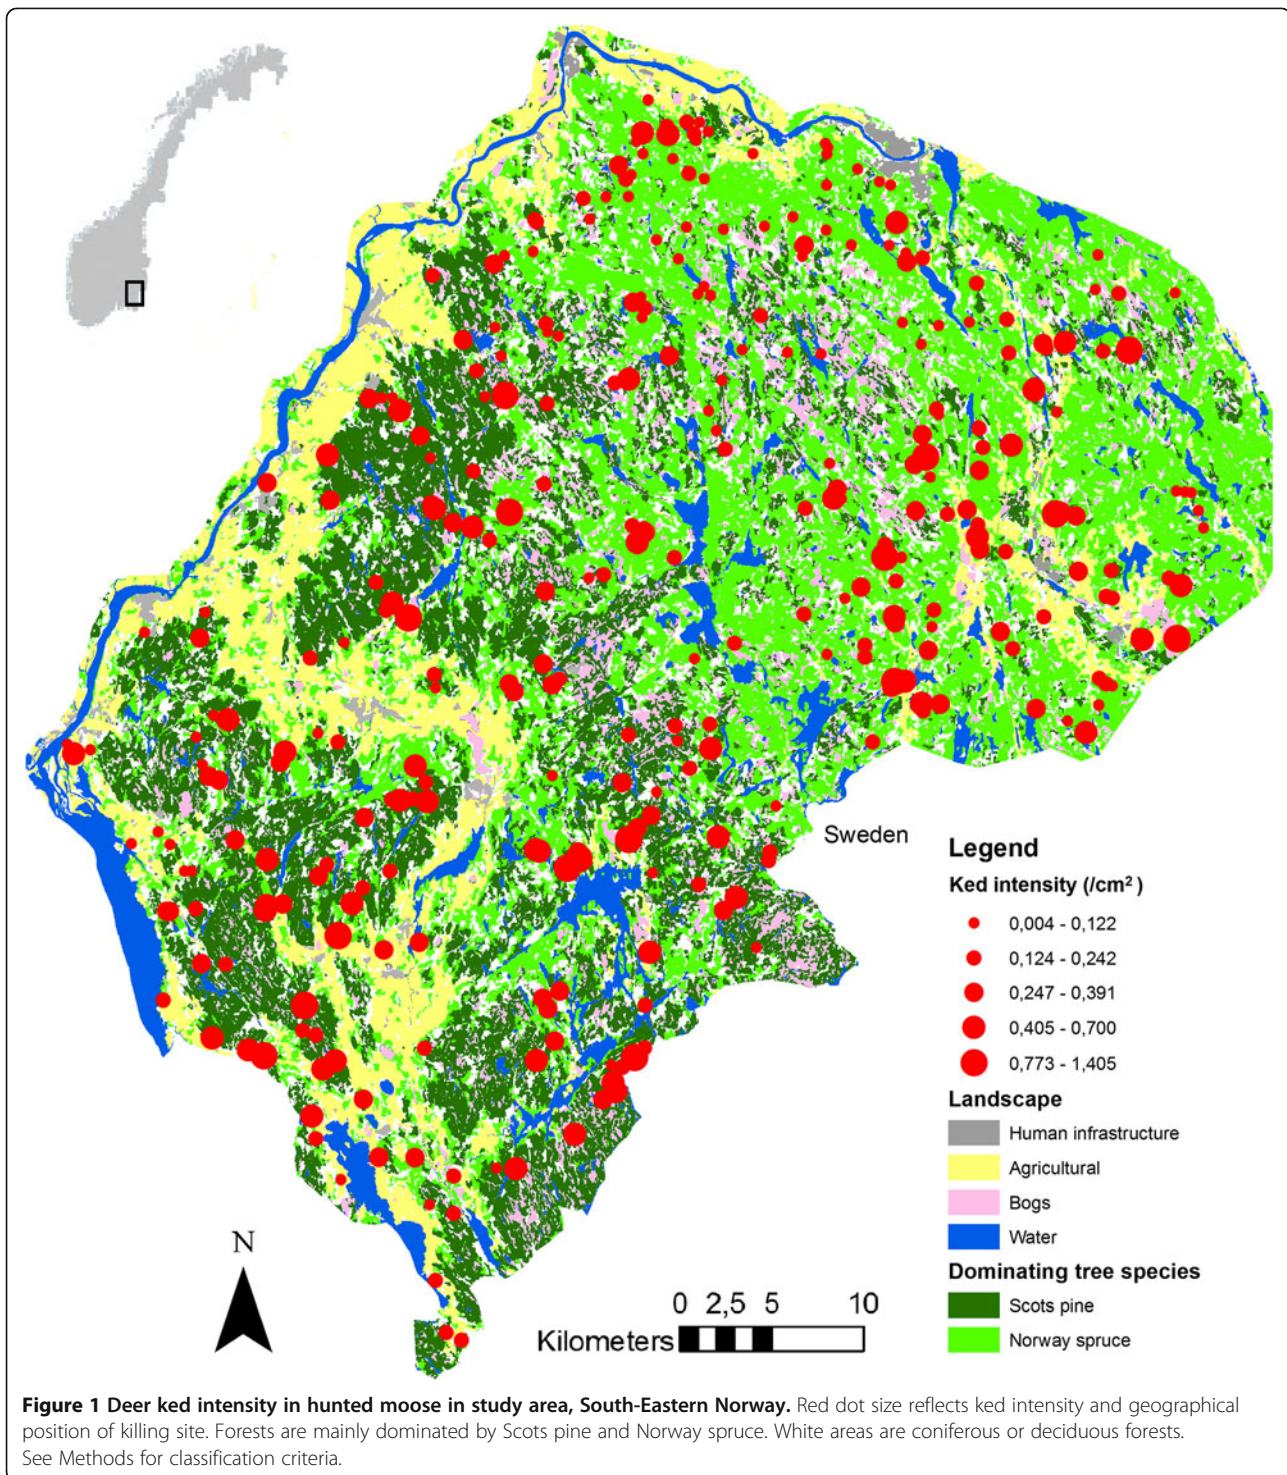 Sweden
Legend
Ked intensity (/cm²)
0,004 - 0,122
0,124 - 0,242
0,247 - 0,391
0,405 - 0,700
0,773 - 1,405
Landscape
Human infrastructure
Agricultural
Bogs
Water
Dominating tree species
Scots pine
Norway spruce
N
0 2,5 5 10
Kilometers
Figure 1 Deer ked intensity in hunted moose in study area, South-Eastern Norway. Red dot size reflects ked intensity and geographical
position of killing site. Forests are mainly dominated by Scots pine and Norway spruce. White areas are coniferous or deciduous forests.
See Methods for classification criteria.